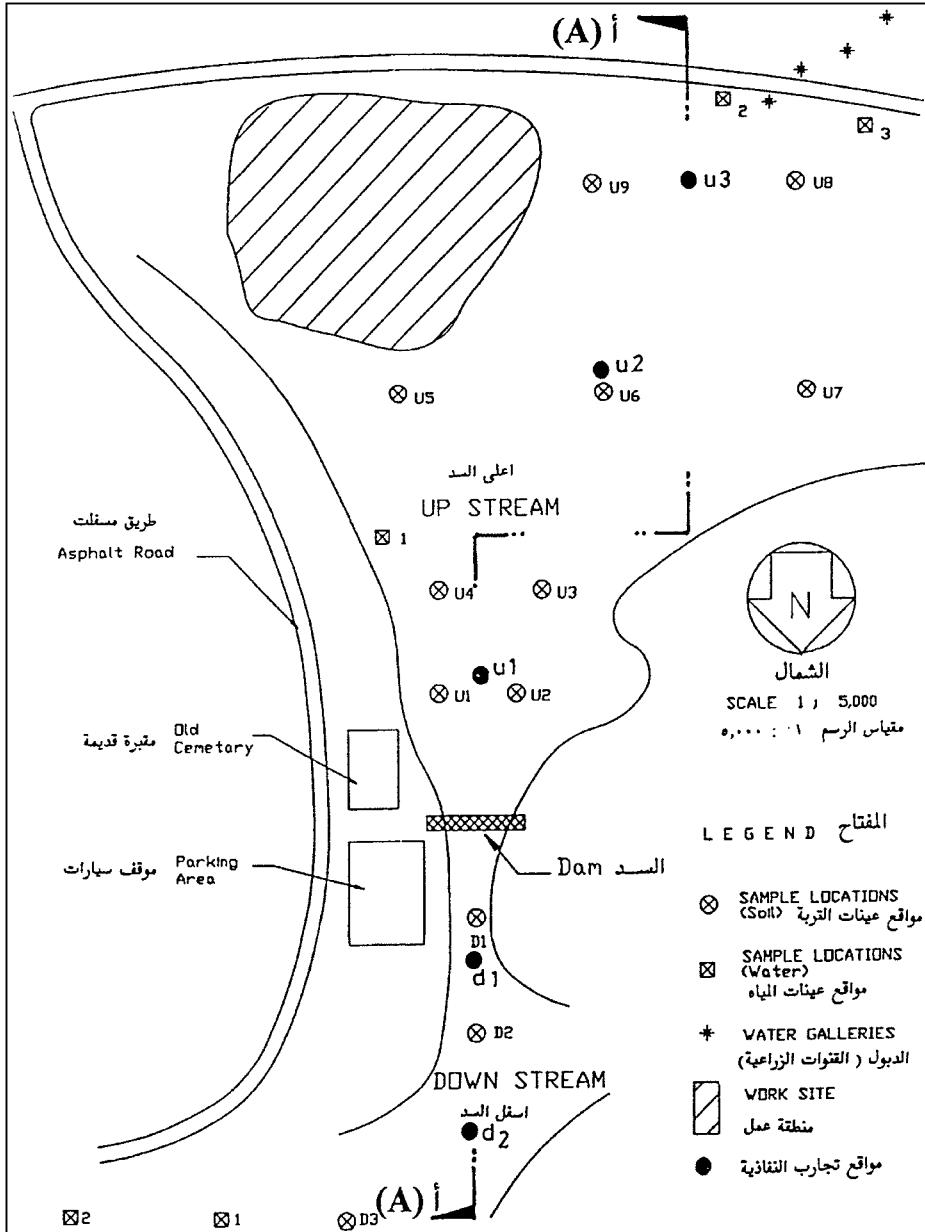 (A) أ
2
3
U9
u3
U8
u2
U5
U6
U7
اعلى السد
UP STREAM
طريق مسفلت
Asphalt Road
1
U4
U3
N
الشمال
SCALE 1 : 5,000
مقياس الرسم ١ : ٥,٠٠٠
u1
U1
U2
مقبرة قديمة
Old
Cemetary
LEGEND المفتاح
موقف سيارات
Parking
Area
Dam السد
SAMPLE LOCATIONS
(Soil) مواقع عينات التربة
D1
d1
SAMPLE LOCATIONS
(Water)
مواقع عينات المياه
D2
WATER GALLERIES
الدبول ( القنوات الزراعية)
DOWN STREAM
اسفل السد
d2
WORK SITE
منطقة عمل
مواقع تجارب النفاذية
(A) أ
2
1
D3